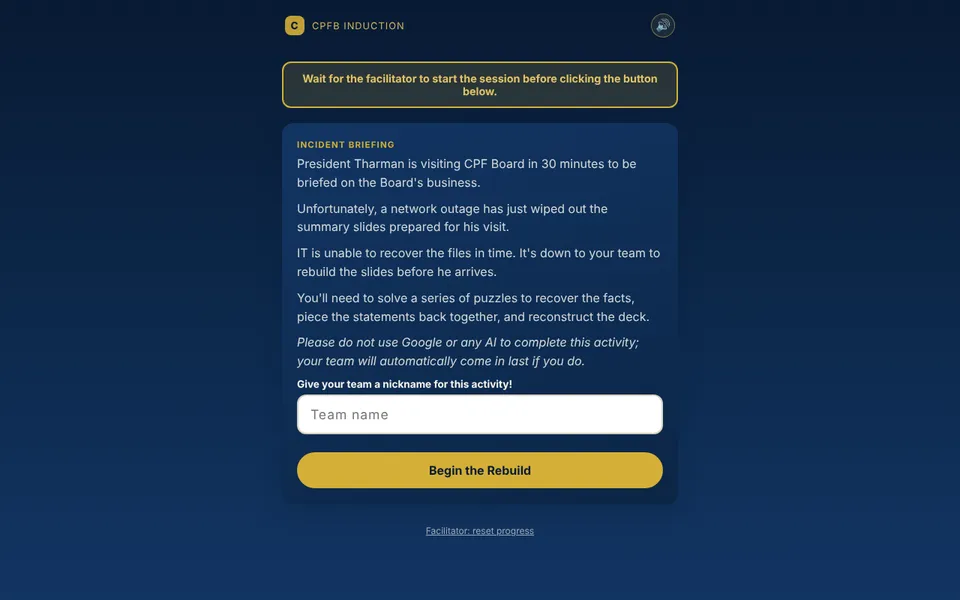 C CPFB INDUCTION
Wait for the facilitator to start the session before clicking the button
below.
INCIDENT BRIEFING
President Tharman is visiting CPF Board in 30 minutes to be
briefed on the Board's business.
Unfortunately, a network outage has just wiped out the
summary slides prepared for his visit.
IT is unable to recover the files in time. It's down to your team to
rebuild the slides before he arrives.
You'll need to solve a series of puzzles to recover the facts,
piece the statements back together, and reconstruct the deck.
Please do not use Google or any AI to complete this activity;
your team will automatically come in last if you do.
Give your team a nickname for this activity!
Team name
Begin the Rebuild
Facilitator: reset progress